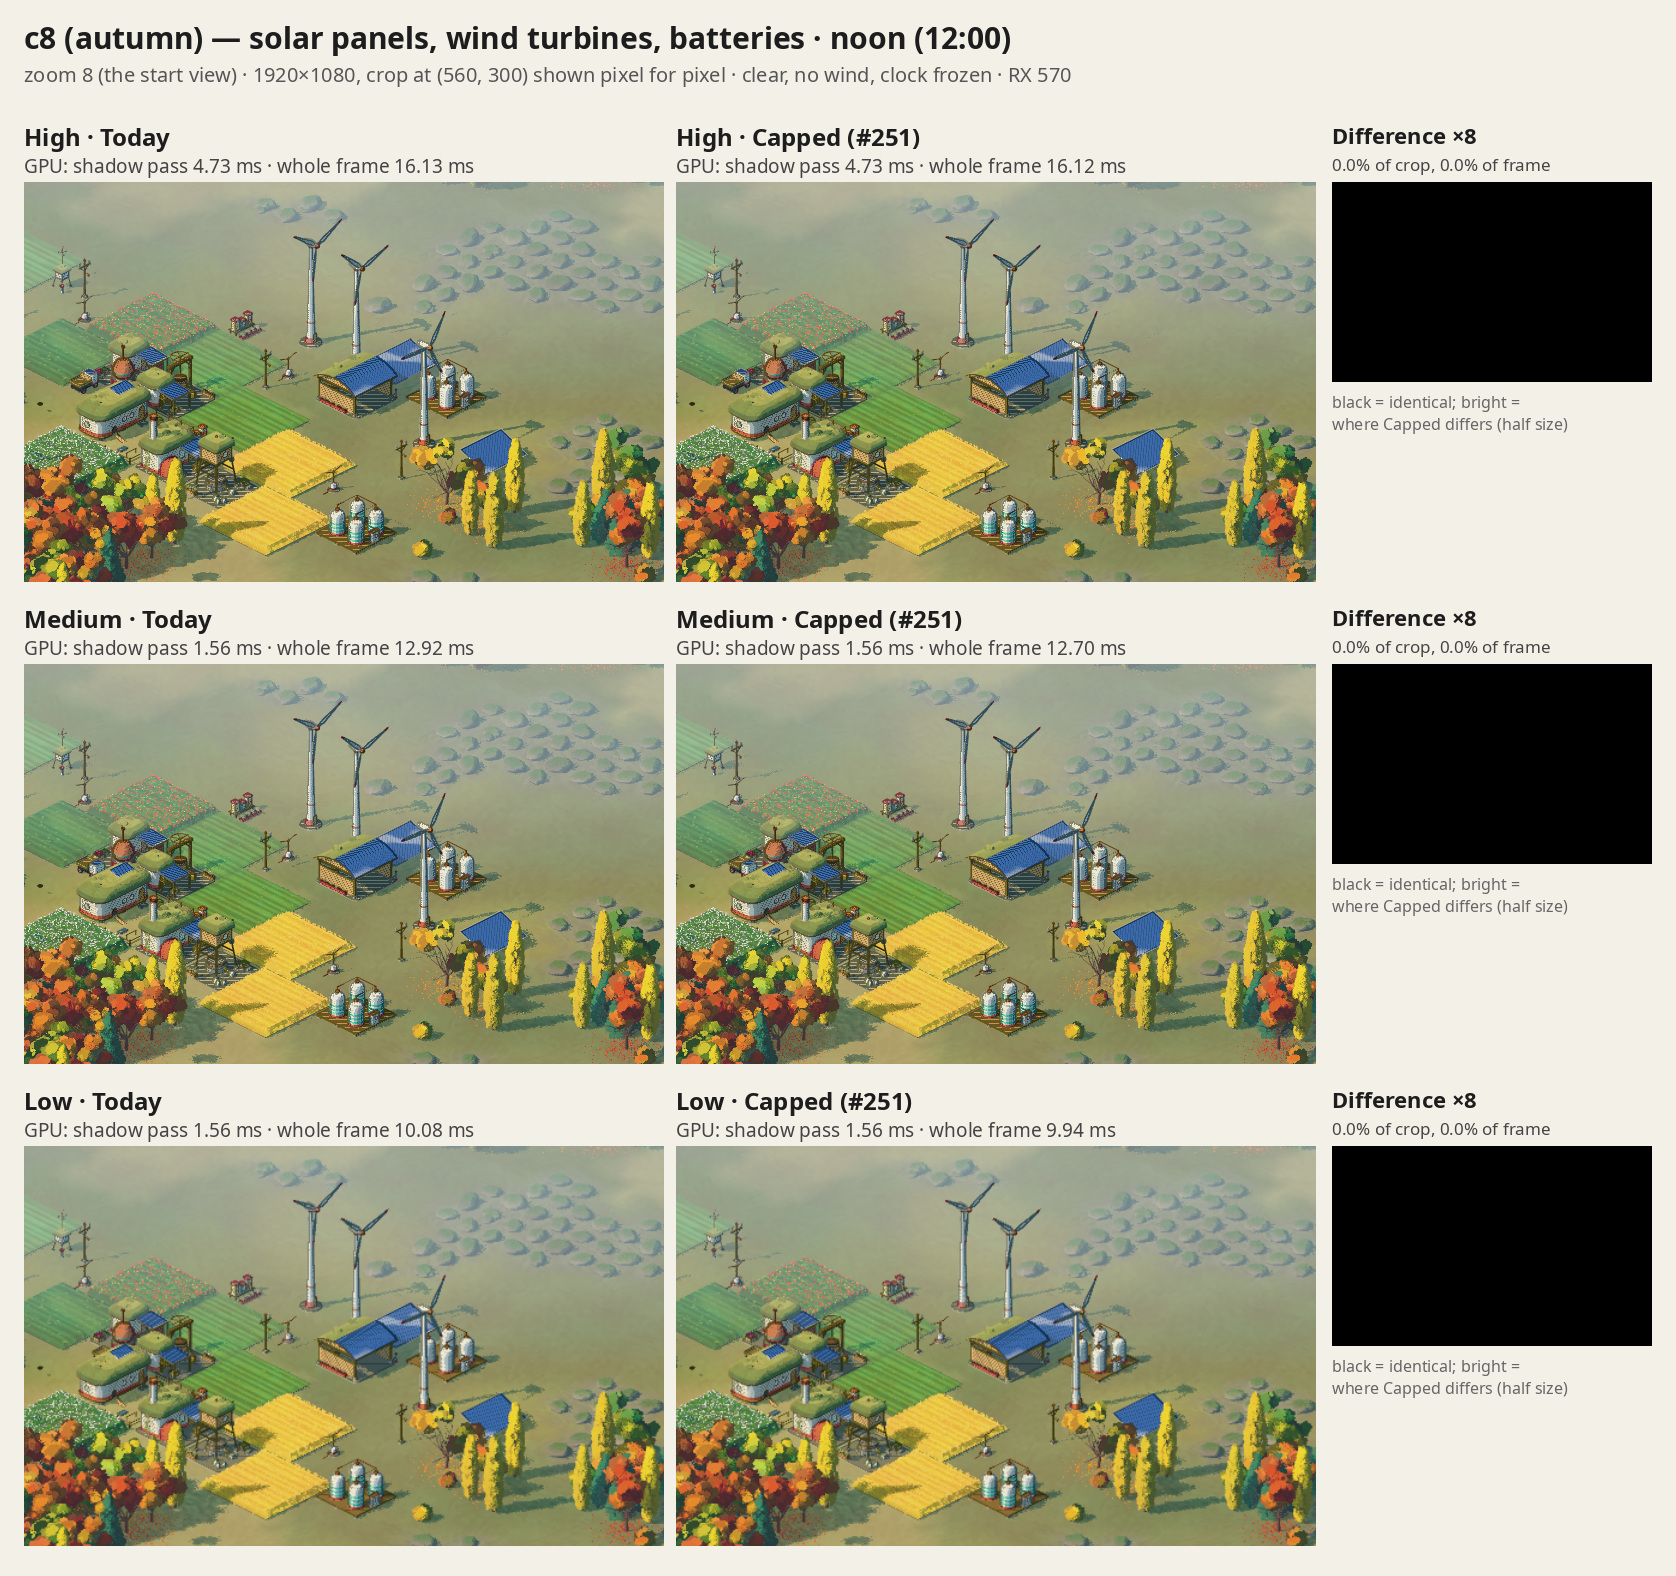 c8 (autumn) — solar panels, wind turbines, batteries · noon (12:00)
zoom 8 (the start view) · 1920×1080, crop at (560, 300) shown pixel for pixel · clear, no wind, clock frozen · RX 570
High · Today
GPU: shadow pass 4.73 ms · whole frame 16.13 ms
High · Capped (#251)
GPU: shadow pass 4.73 ms · whole frame 16.12 ms
Difference ×8
0.0% of crop, 0.0% of frame
black = identical; bright =
where Capped differs (half size)
Medium · Today
GPU: shadow pass 1.56 ms · whole frame 12.92 ms
Medium · Capped (#251)
GPU: shadow pass 1.56 ms · whole frame 12.70 ms
Difference ×8
0.0% of crop, 0.0% of frame
black = identical; bright =
where Capped differs (half size)
Low · Today
GPU: shadow pass 1.56 ms · whole frame 10.08 ms
Low · Capped (#251)
GPU: shadow pass 1.56 ms · whole frame 9.94 ms
Difference ×8
0.0% of crop, 0.0% of frame
black = identical; bright =
where Capped differs (half size)